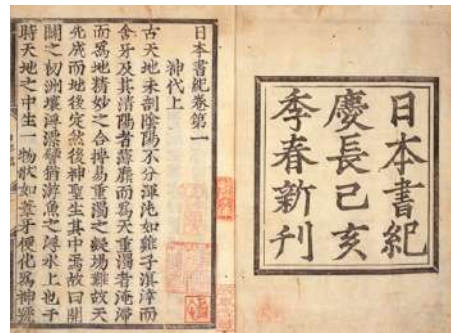 日本書紀
慶長己亥
季春新刊
日本書紀卷第一
神代上
古天地未剖陰陽不分渾沌如雞子溟涬而
含牙及其清陽者薄靡而爲天重濁者淹滯
而爲地精妙之合摶易重濁之凝場難故天
先成而地後定然後神聖生其中焉故曰開
闢之初洲壤浮漂譬猶游魚之浮水上也于
時天地之中生一物狀如葦牙便化爲神號